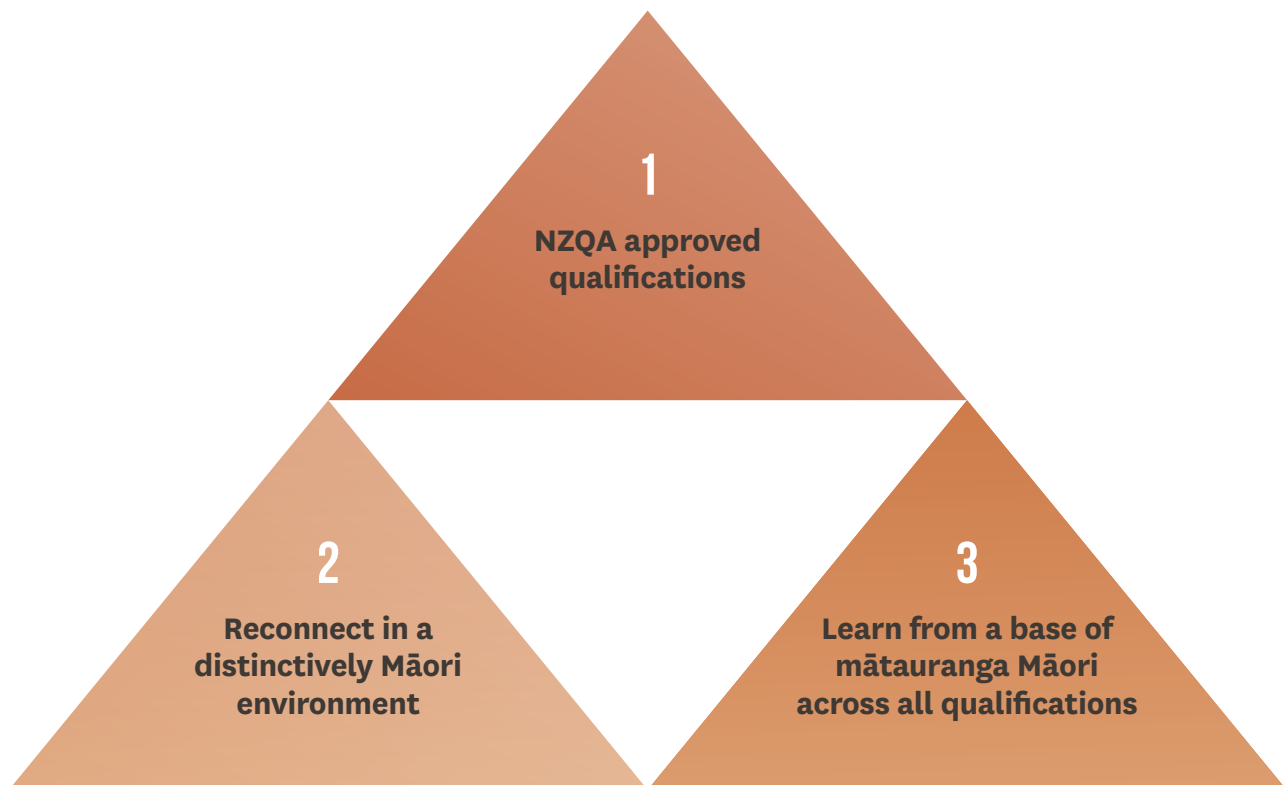 1
NZQA approved
qualifications
2
Reconnect in a
distinctively Māori
environment
3
Learn from a base of
mātauranga Māori
across all qualifications